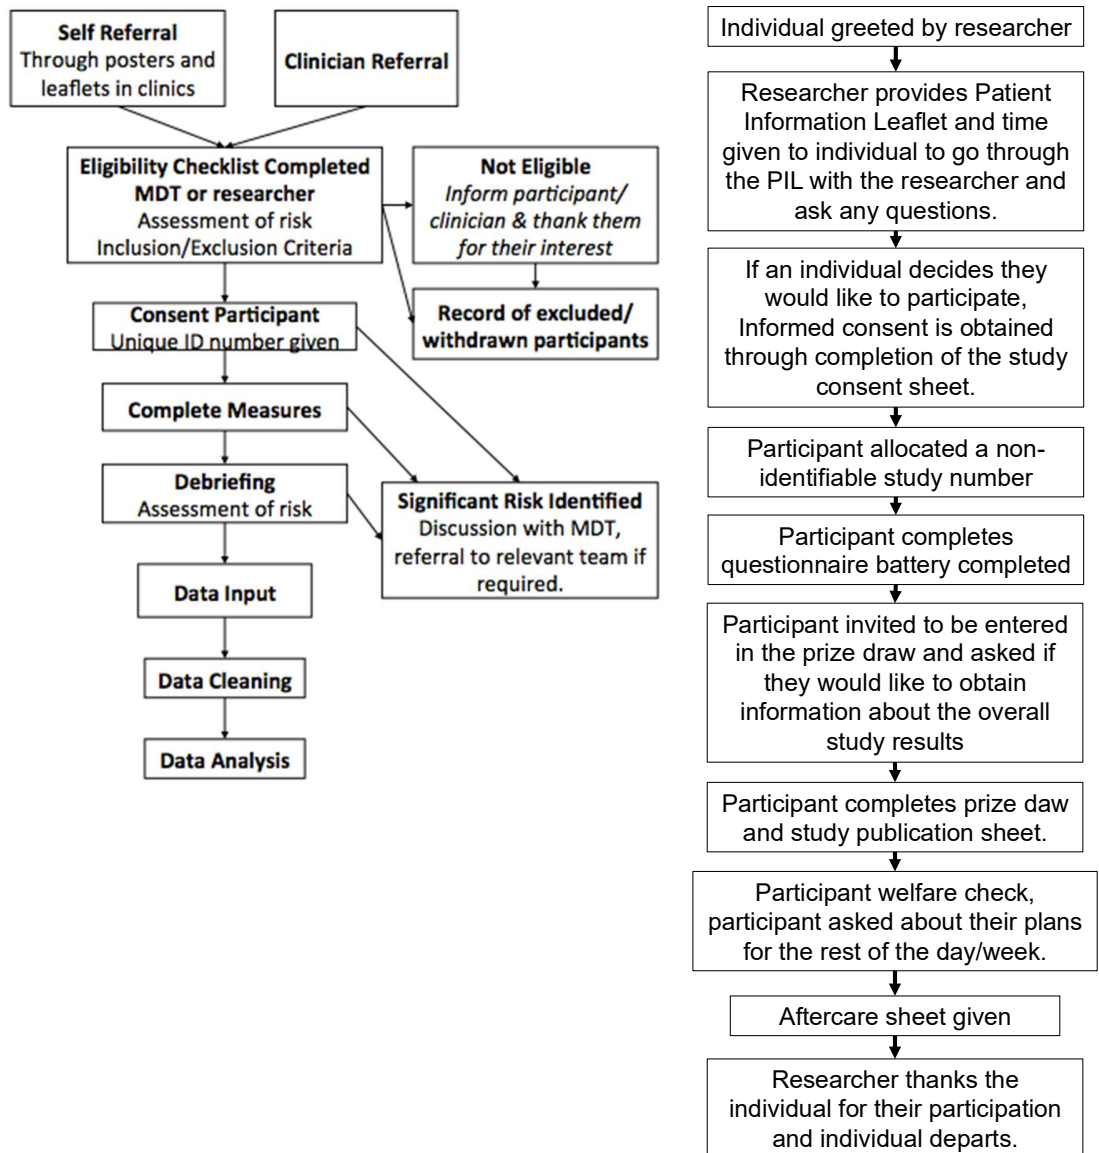 Self Referral
Through posters and
leaflets in clinics
Clinician Referral
Eligibility Checklist Completed
MDT or researcher
Assessment of risk
Inclusion/Exclusion Criteria
Not Eligible
Inform participant/
clinician & thank them
for their interest
Record of excluded/
withdrawn participants
Consent Participant
Unique ID number given
Complete Measures
Debriefing
Assessment of risk
Significant Risk Identified
Discussion with MDT,
referral to relevant team if
required.
Data Input
Data Cleaning
Data Analysis
Individual greeted by researcher
Researcher provides Patient
Information Leaflet and time
given to individual to go through
the PIL with the researcher and
ask any questions.
If an individual decides they
would like to participate,
Informed consent is obtained
through completion of the study
consent sheet.
Participant allocated a non-
identifiable study number
Participant completes
questionnaire battery completed
Participant invited to be entered
in the prize draw and asked if
they would like to obtain
information about the overall
study results
Participant completes prize daw
and study publication sheet.
Participant welfare check,
participant asked about their plans
for the rest of the day/week.
Aftercare sheet given
Researcher thanks the
individual for their participation
and individual departs.